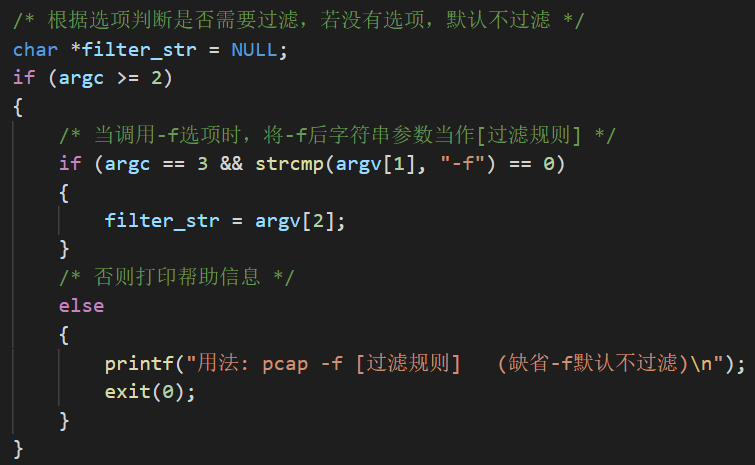 /* 根据选项判断是否需要过滤，若没有选项，默认不过滤 */
char *filter_str = NULL;
if (argc >= 2)
{
    /* 当调用-f选项时，将-f后字符串参数当作[过滤规则] */
    if (argc == 3 && strcmp(argv[1], "-f") == 0)
    {
        filter_str = argv[2];
    }
    /* 否则打印帮助信息 */
    else
    {
        printf("用法: pcap -f [过滤规则]   (缺省-f默认不过滤)\n");
        exit(0);
    }
}